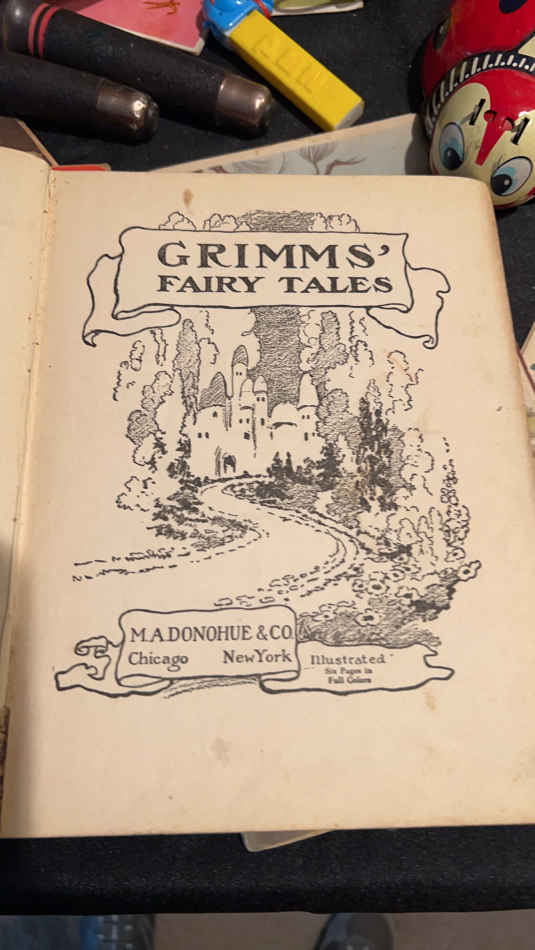 GRIMMS'
FAIRY TALES
M.A.DONOHUE & CO.
Chicago New York
Illustrated
Six Pages in
Full Colors